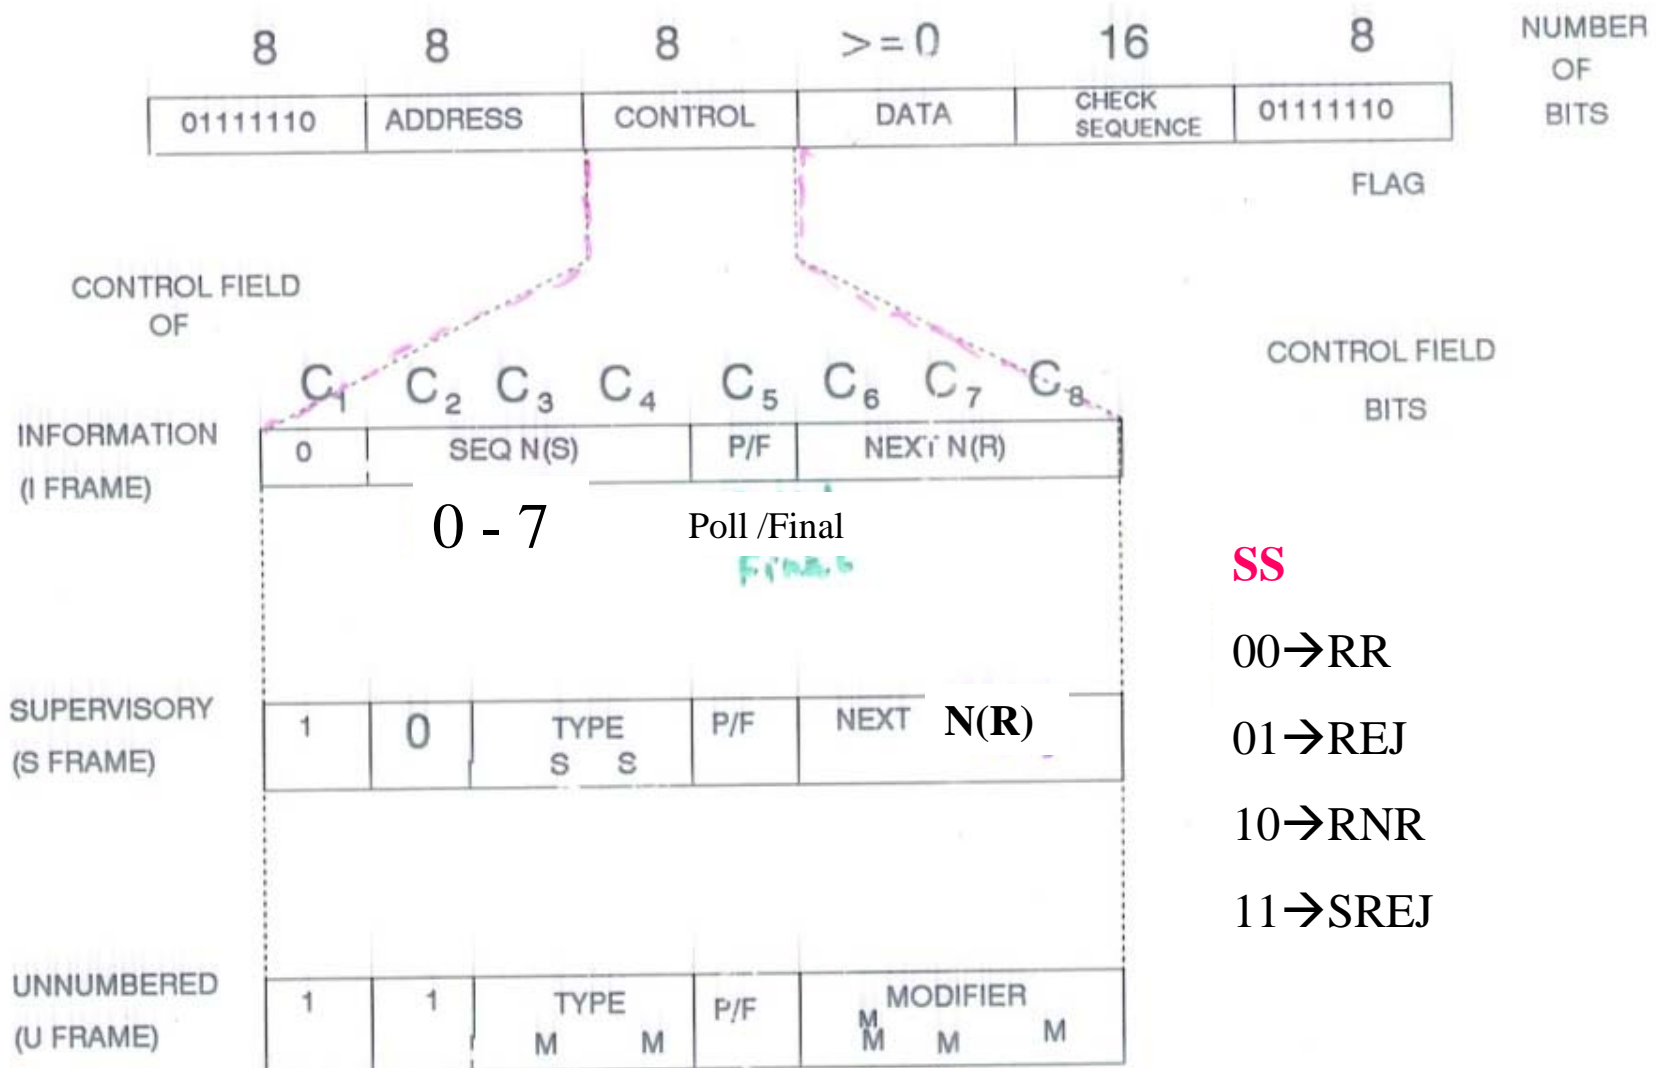 8 8 8 >=0 16 8 NUMBER
OF
BITS
01111110 ADDRESS CONTROL DATA CHECK SEQUENCE 01111110
FLAG
CONTROL FIELD
OF
CONTROL FIELD
BITS
C1 C2 C3 C4 C5 C6 C7 C8
INFORMATION
(I FRAME)
0 SEQ N(S) P/F NEXT N(R)
0 - 7 Poll /Final
Final
SS
00→RR
01→REJ
10→RNR
11→SREJ
SUPERVISORY
(S FRAME)
1 0 TYPE P/F NEXT N(R)
S S
UNNUMBERED
(U FRAME)
1 1 TYPE P/F MODIFIER
M M M M M M